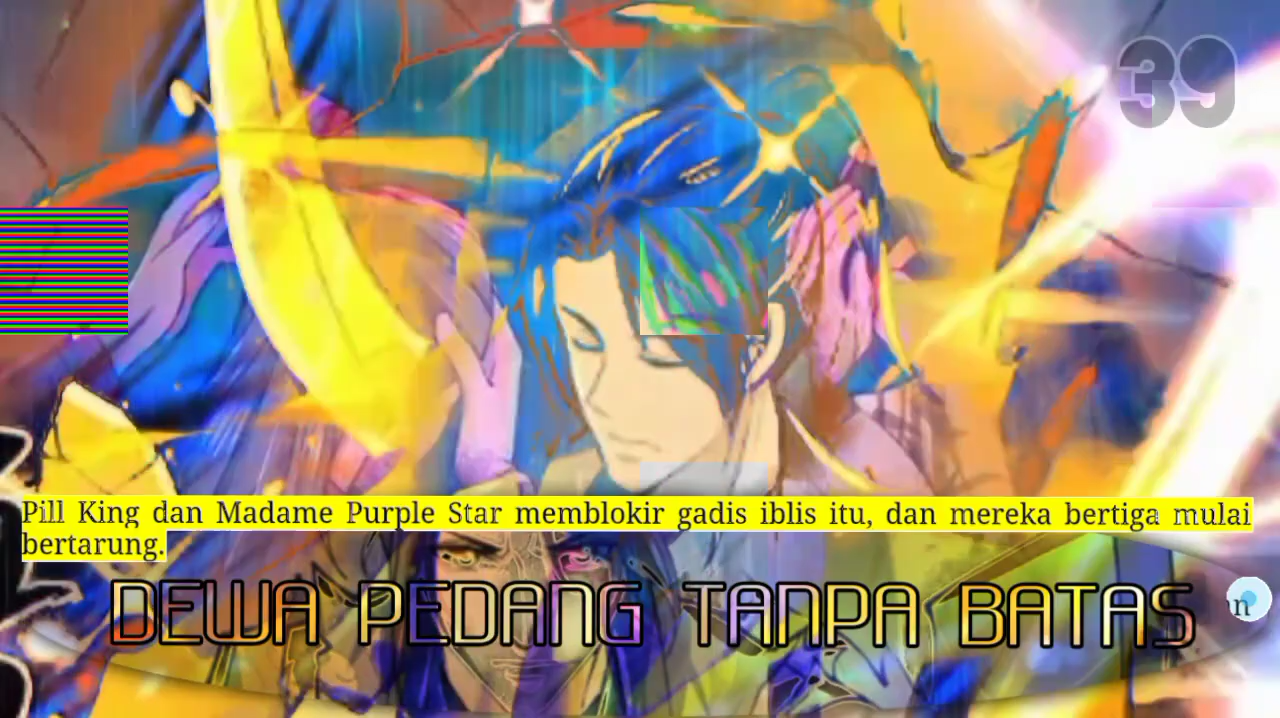 39
Pill King dan Madame Purple Star memblokir gadis iblis itu, dan mereka bertiga mulai
bertarung.
DEWA PEDANG TANPA BATAS